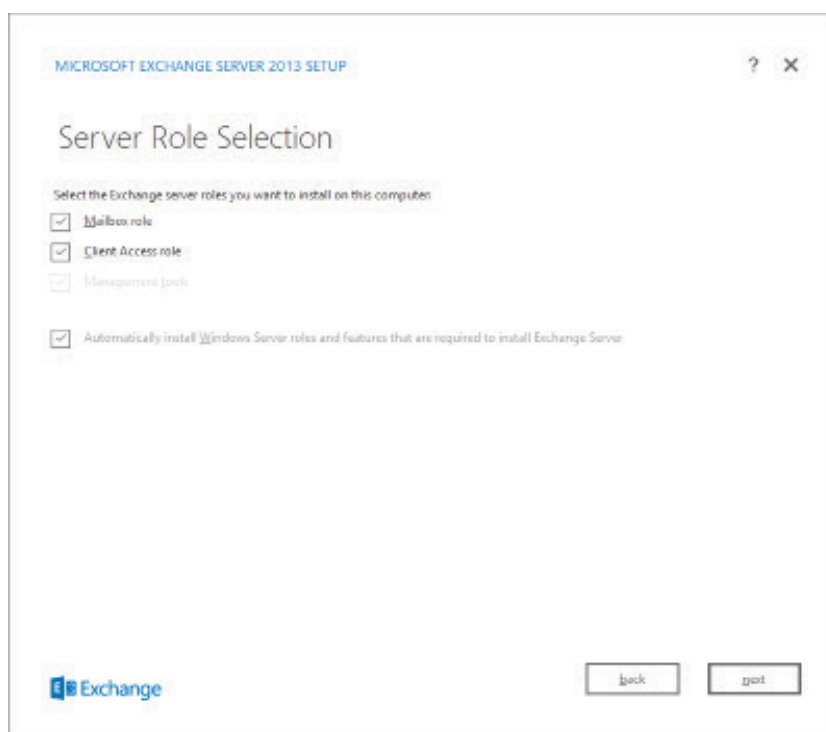 MICROSOFT EXCHANGE SERVER 2013 SETUP
? ✕
Server Role Selection
Select the Exchange server roles you want to install on this computer:
Mailbox role
Client Access role
Management tools
Automatically install Windows Server roles and features that are required to install Exchange Server
Exchange
back
next